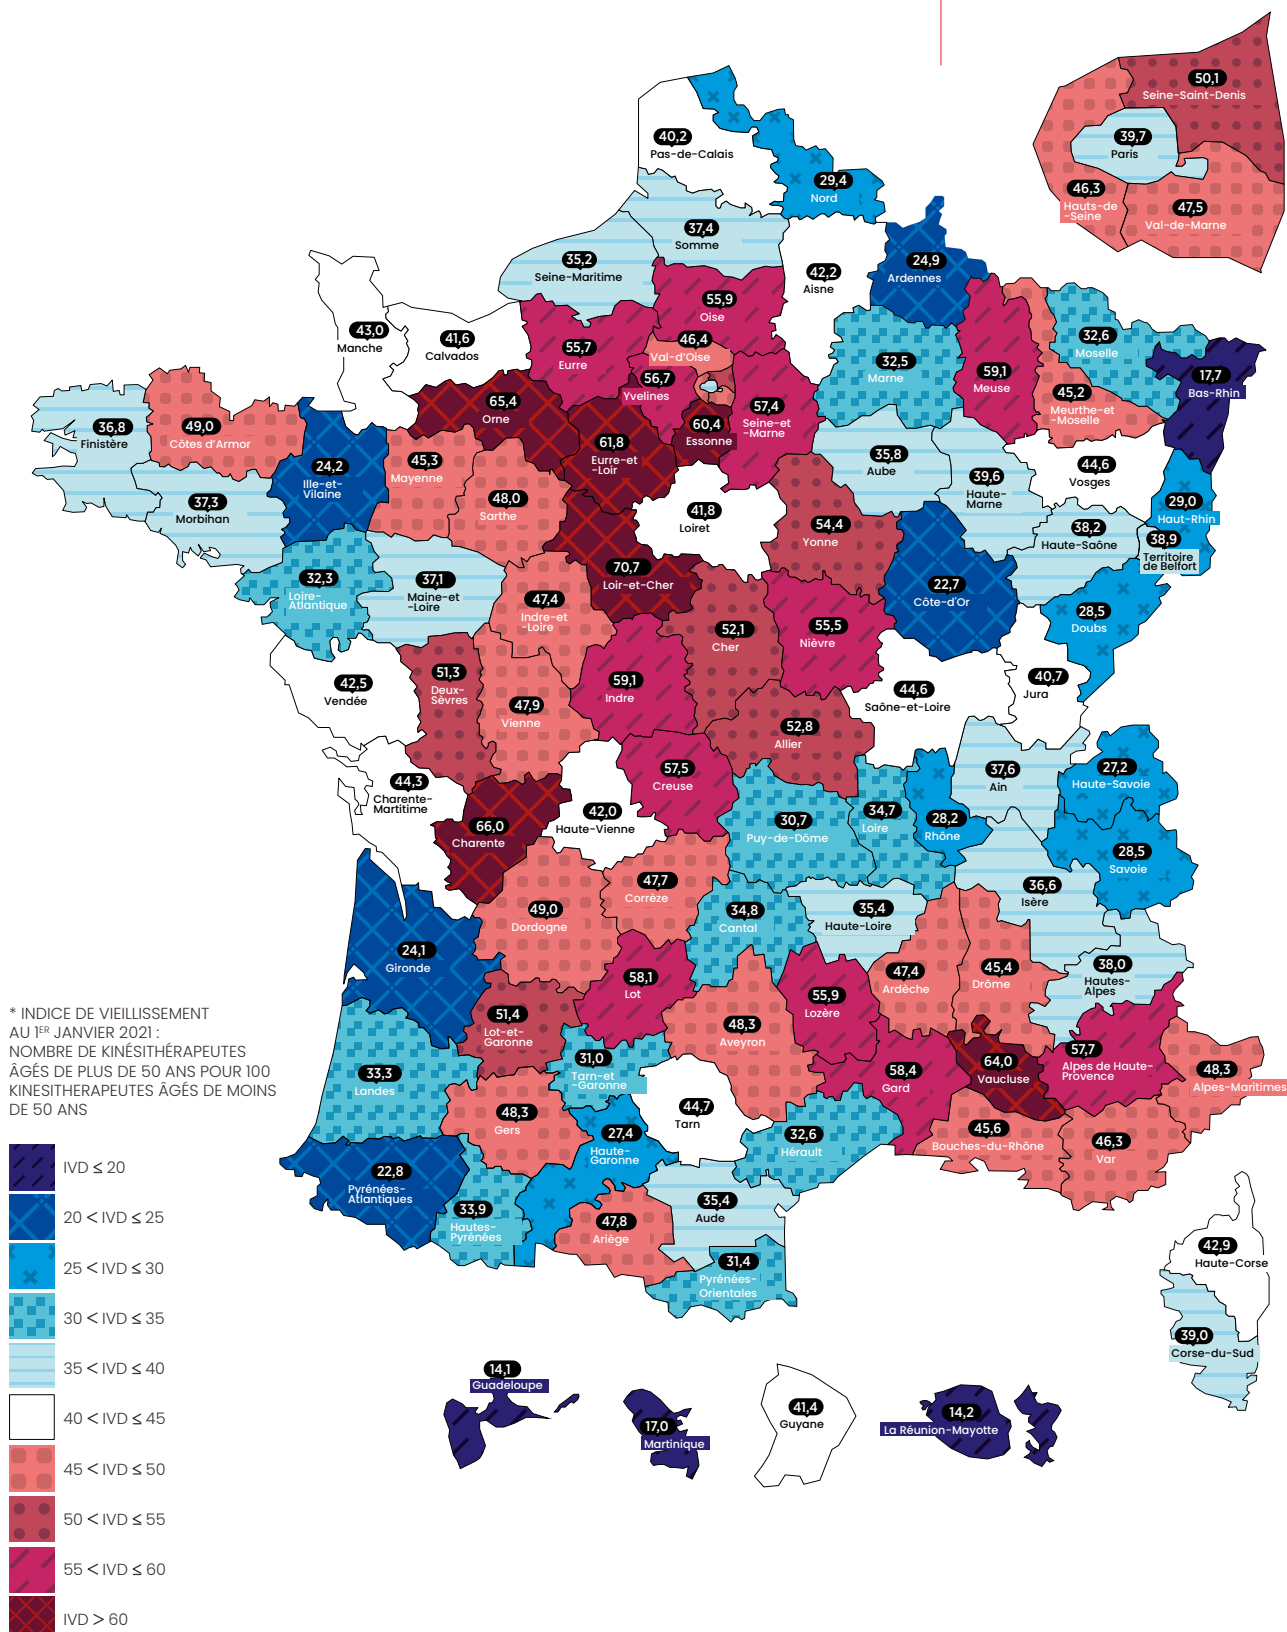 50,1
Seine-Saint-Denis
39,7
Paris
46,3
Hauts-de
-Seine
47,5
Val-de-Marne
40,2
Pas-de-Calais
29,4
Nord
37,4
Somme
35,2
Seine-Maritime
42,2
Aisne
24,9
Ardennes
55,9
Oise
43,0
Manche
41,6
Calvados
55,7
Eurre
46,4
Val-d'Oise
32,5
Marne
59,1
Meuse
32,6
Moselle
17,7
Bas-Rhin
45,2
Meurthe-et
-Moselle
56,7
Yvelines
65,4
Orne
57,4
Seine-et
-Marne
60,4
Essonne
36,8
Finistère
49,0
Côtes d'Armor
24,2
Ille-et-
Vilaine
45,3
Mayenne
61,8
Eurre-et
-Loir
35,8
Aube
39,6
Haute-
Marne
44,6
Vosges
29,0
Haut-Rhin
37,3
Morbihan
48,0
Sarthe
41,8
Loiret
54,4
Yonne
38,2
Haute-Saône
38,9
Territoire
de Belfort
32,3
Loire-
Atlantique
37,1
Maine-et
-Loire
70,7
Loir-et-Cher
22,7
Côte-d'Or
28,5
Doubs
47,4
Indre-et
-Loire
52,1
Cher
55,5
Nièvre
42,5
Vendée
51,3
Deux-
Sèvres
47,9
Vienne
59,1
Indre
44,6
Saône-et-Loire
40,7
Jura
52,8
Allier
44,3
Charente-
Martitime
66,0
Charente
42,0
Haute-Vienne
57,5
Creuse
30,7
Puy-de-Dôme
34,7
Loire
28,2
Rhône
37,6
Ain
27,2
Haute-Savoie
28,5
Savoie
49,0
Dordogne
47,7
Corrèze
34,8
Cantal
35,4
Haute-Loire
36,6
Isère
24,1
Gironde
58,1
Lot
55,9
Lozère
47,4
Ardèche
45,4
Drôme
38,0
Hautes-
Alpes
51,4
Lot-et-
Garonne
48,3
Aveyron
58,4
Gard
64,0
Vaucluse
57,7
Alpes de Haute-
Provence
48,3
Alpes-Maritimes
33,3
Landes
31,0
Tarn-et
-Garonne
48,3
Gers
27,4
Haute-
Garonne
44,7
Tarn
32,6
Hérault
45,6
Bouches-du-Rhône
46,3
Var
22,8
Pyrénées-
Atlantiques
33,9
Hautes-
Pyrénées
47,8
Ariège
35,4
Aude
31,4
Pyrénées-
Orientales
42,9
Haute-Corse
39,0
Corse-du-Sud
14,1
Guadeloupe
17,0
Martinique
41,4
Guyane
14,2
La Réunion-Mayotte
* INDICE DE VIEILLISSEMENT
AU 1ER JANVIER 2021 :
NOMBRE DE KINÉSITHÉRAPEUTES
ÂGÉS DE PLUS DE 50 ANS POUR 100
KINESITHERAPEUTES ÂGÉS DE MOINS
DE 50 ANS
IVD ≤ 20
20 < IVD ≤ 25
25 < IVD ≤ 30
30 < IVD ≤ 35
35 < IVD ≤ 40
40 < IVD ≤ 45
45 < IVD ≤ 50
50 < IVD ≤ 55
55 < IVD ≤ 60
IVD > 60